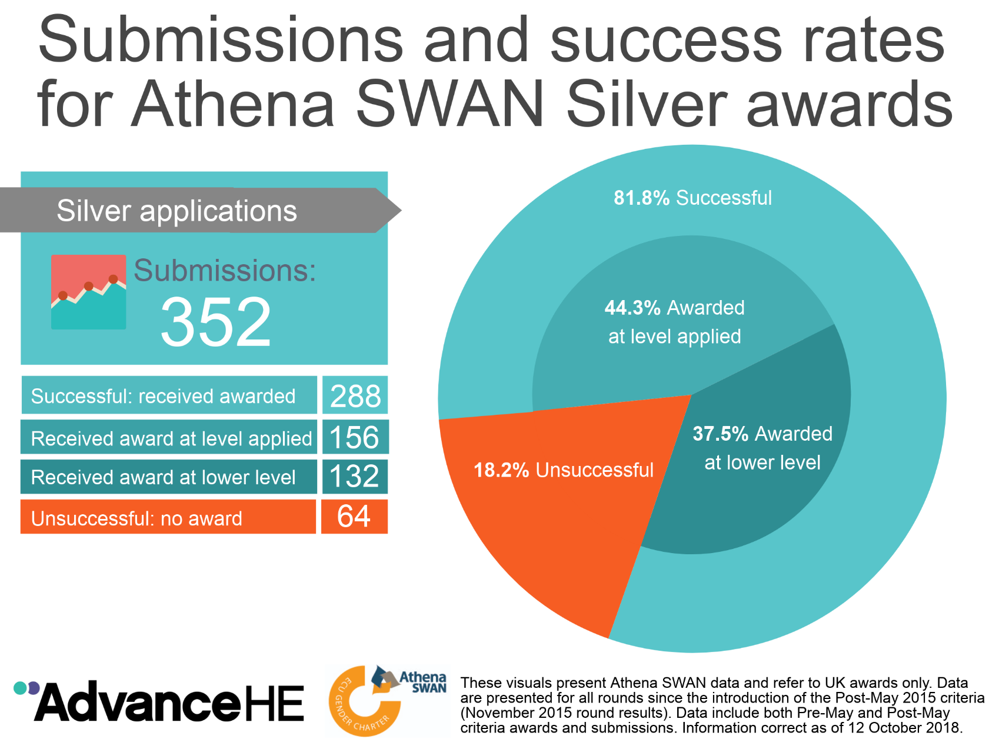 Submissions and success rates
for Athena SWAN Silver awards
Silver applications
Submissions:
352
Successful: received awarded 288
Received award at level applied 156
Received award at lower level 132
Unsuccessful: no award 64
81.8% Successful
44.3% Awarded
at level applied
37.5% Awarded
at lower level
18.2% Unsuccessful
AdvanceHE
ECU GENDER CHARTER
Athena
SWAN
These visuals present Athena SWAN data and refer to UK awards only. Data
are presented for all rounds since the introduction of the Post-May 2015 criteria
(November 2015 round results). Data include both Pre-May and Post-May
criteria awards and submissions. Information correct as of 12 October 2018.